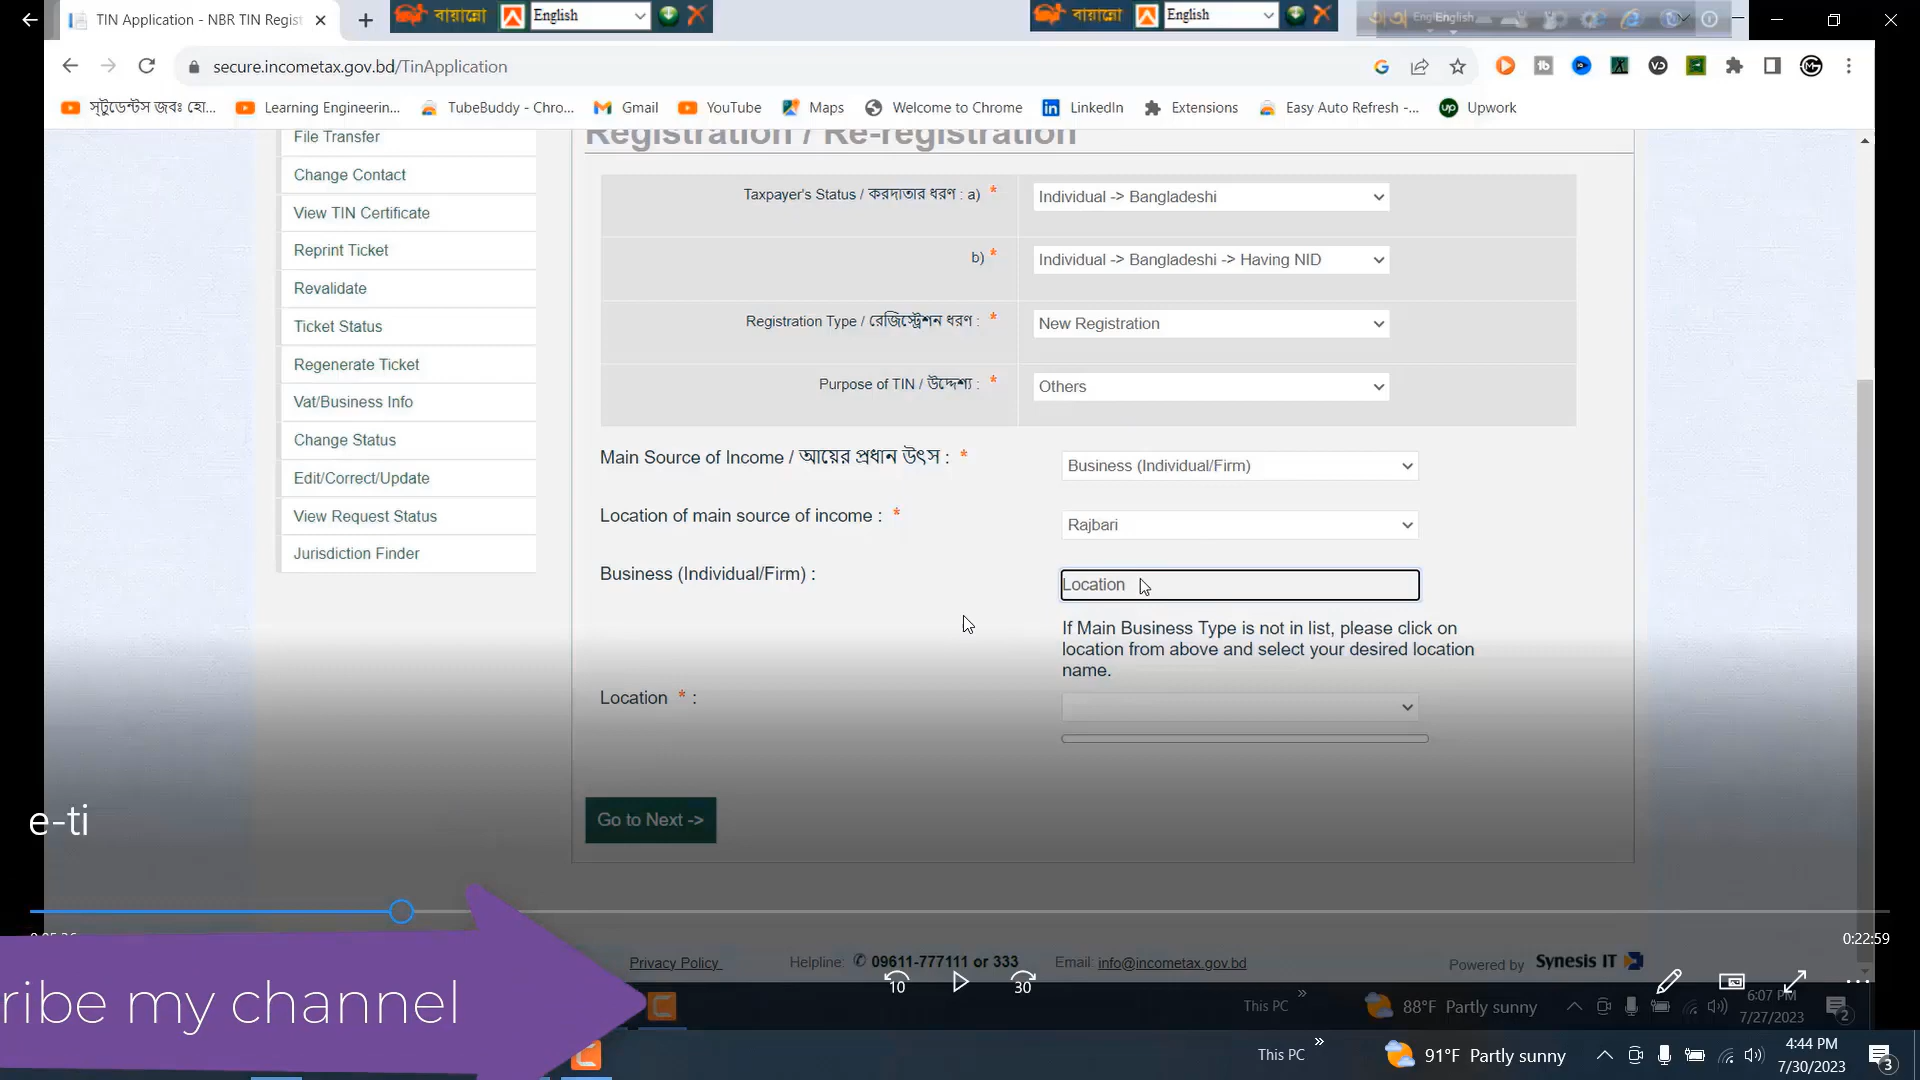 TIN Application - NBR TIN Regist
বায়ান্নো English
বায়ান্নো English
English
secure.incometax.gov.bd/TinApplication
স্টুডেন্টস জবঃ হো... Learning Engineerin... TubeBuddy - Chro... Gmail YouTube Maps Welcome to Chrome LinkedIn Extensions Easy Auto Refresh -... Upwork
Registration / Re-registration
File Transfer
Change Contact
View TIN Certificate
Reprint Ticket
Revalidate
Ticket Status
Regenerate Ticket
Vat/Business Info
Change Status
Edit/Correct/Update
View Request Status
Jurisdiction Finder
Taxpayer's Status / করদাতার ধরণ : a) * Individual -> Bangladeshi
b) * Individual -> Bangladeshi -> Having NID
Registration Type / রেজিস্ট্রেশন ধরণ : * New Registration
Purpose of TIN / উদ্দেশ্য : * Others
Main Source of Income / আয়ের প্রধান উৎস : * Business (Individual/Firm)
Location of main source of income : * Rajbari
Business (Individual/Firm) : Location
If Main Business Type is not in list, please click on
location from above and select your desired location
name.
Location * :
Go to Next ->
e-ti
0:22:59
Privacy Policy Helpline: 09611-777111 or 333 Email: info@incometax.gov.bd Powered by Synesis IT
10 30
ribe my channel
This PC » 88°F Partly sunny 6:07 PM
7/27/2023 2
This PC » 91°F Partly sunny 4:44 PM
7/30/2023 3